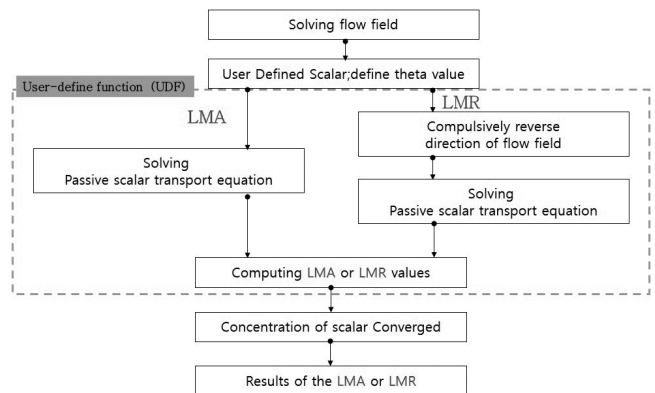 Solving flow field
User Defined Scalar;define theta value
User-define function (UDF)
LMA
LMR
Compulsively reverse
direction of flow field
Solving
Passive scalar transport equation
Solving
Passive scalar transport equation
Computing LMA or LMR values
Concentration of scalar Converged
Results of the LMA or LMR